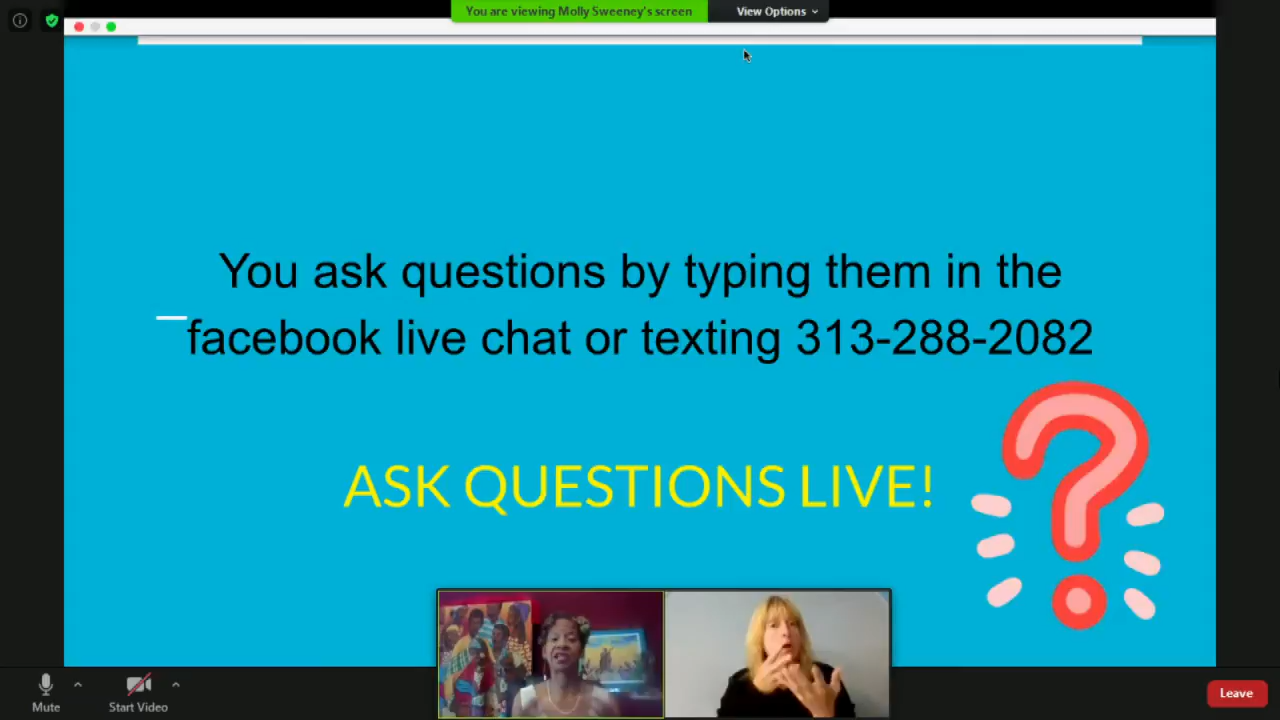 You are viewing Molly Sweeney's screen
View Options
You ask questions by typing them in the
facebook live chat or texting 313-288-2082
ASK QUESTIONS LIVE!
Mute
Start Video
Leave